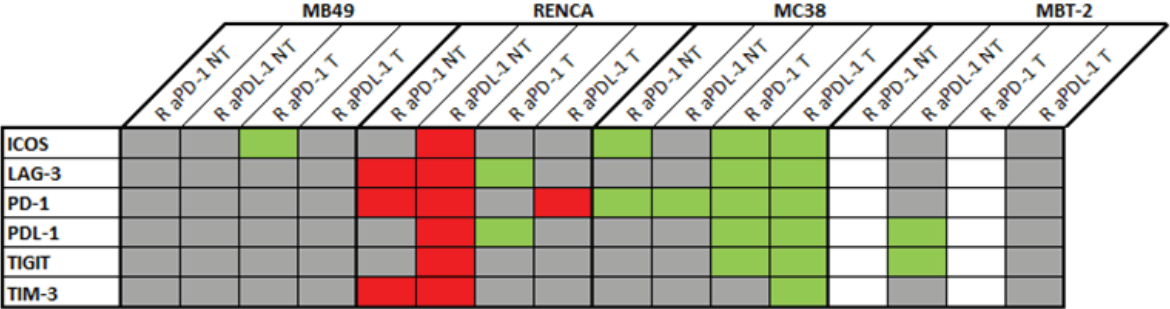 MB49 RENCA MC38 MBT-2
R aPD-1 NT R aPDL-1 NT R aPD-1 T R aPDL-1 T R aPD-1 NT R aPDL-1 NT R aPD-1 T R aPDL-1 T R aPD-1 NT R aPDL-1 NT R aPD-1 T R aPDL-1 T R aPD-1 NT R aPDL-1 NT R aPD-1 T R aPDL-1 T
ICOS
LAG-3
PD-1
PDL-1
TIGIT
TIM-3